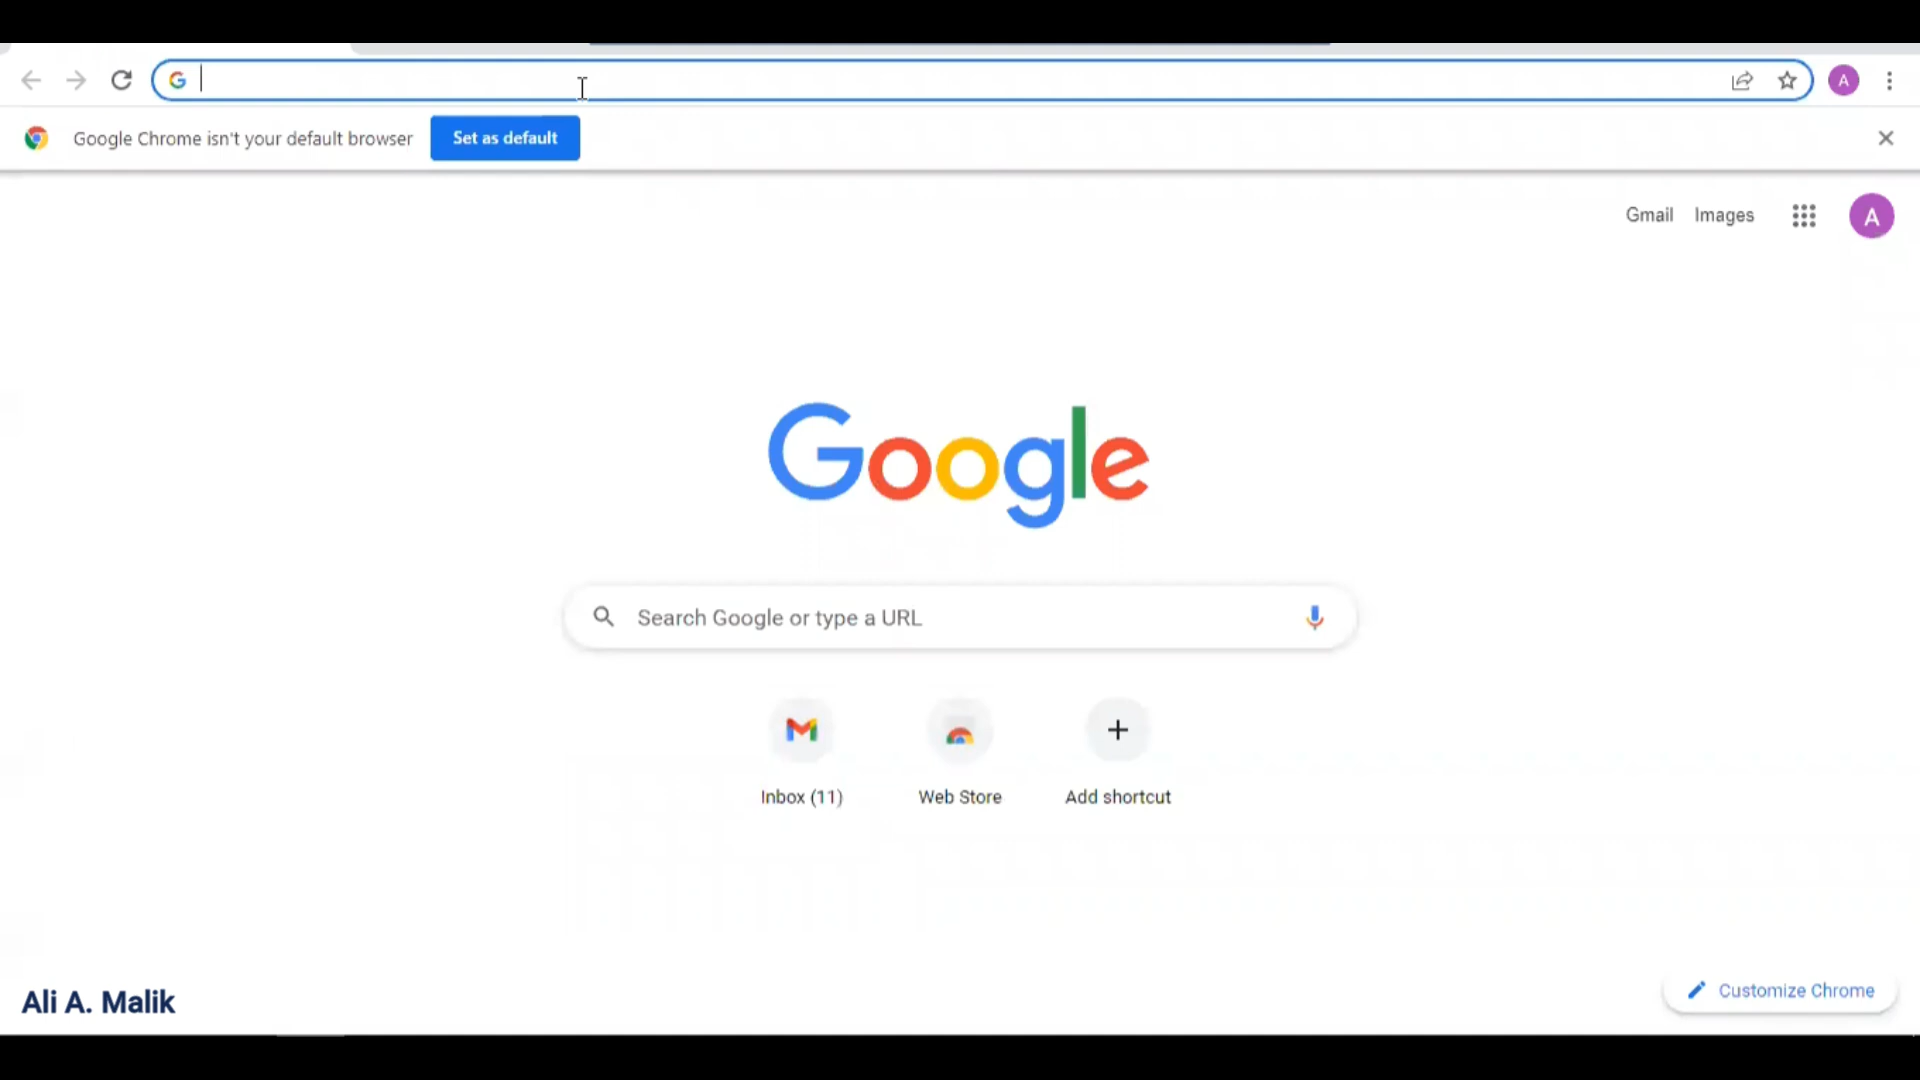 G
A
Google Chrome isn't your default browser
Set as default
Gmail
Images
A
Google
Search Google or type a URL
Inbox (11)
Web Store
Add shortcut
Ali A. Malik
Customize Chrome